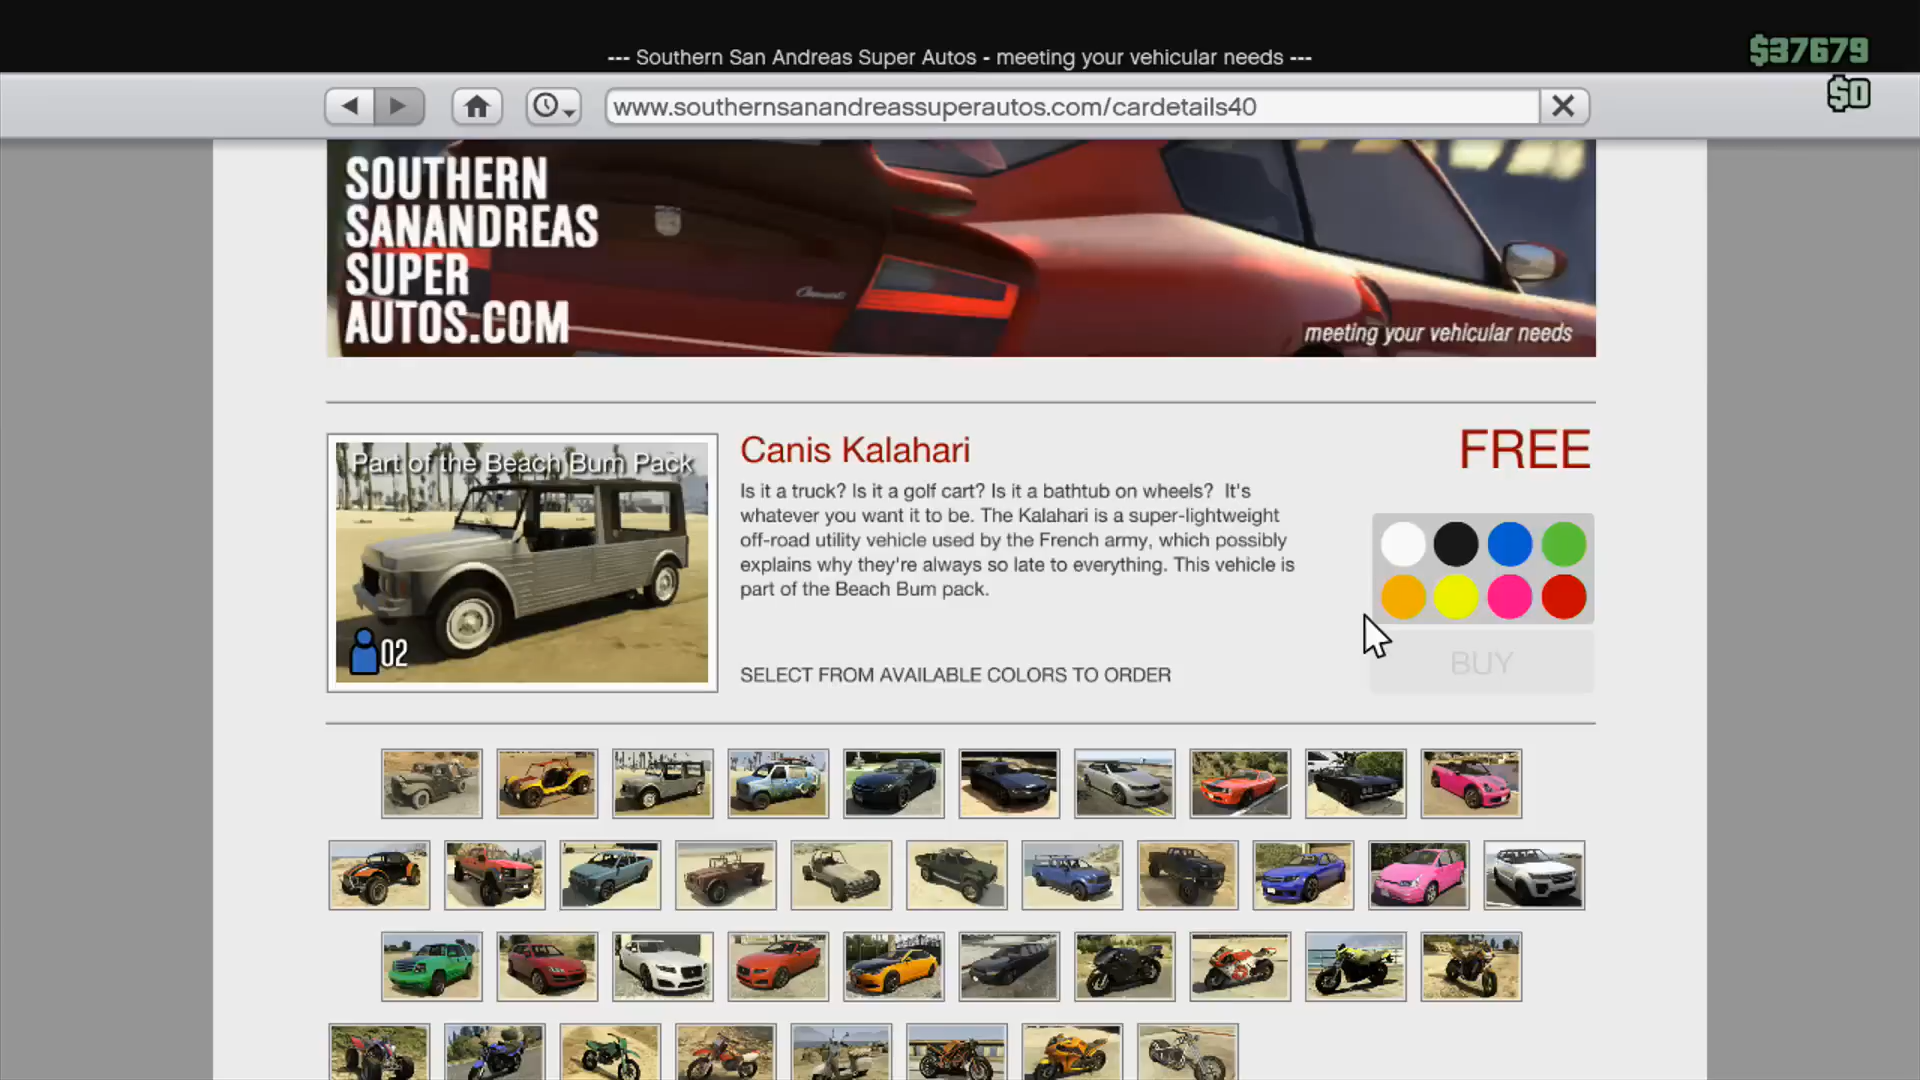 --- Southern San Andreas Super Autos - meeting your vehicular needs ---
$37679
$0
www.southernsanandreassuperautos.com/cardetails40
SOUTHERN
SANANDREAS
SUPER
AUTOS.COM
meeting your vehicular needs
Part of the Beach Bum Pack
02
Canis Kalahari
FREE
Is it a truck? Is it a golf cart? Is it a bathtub on wheels? It's
whatever you want it to be. The Kalahari is a super-lightweight
off-road utility vehicle used by the French army, which possibly
explains why they're always so late to everything. This vehicle is
part of the Beach Bum pack.
SELECT FROM AVAILABLE COLORS TO ORDER
BUY